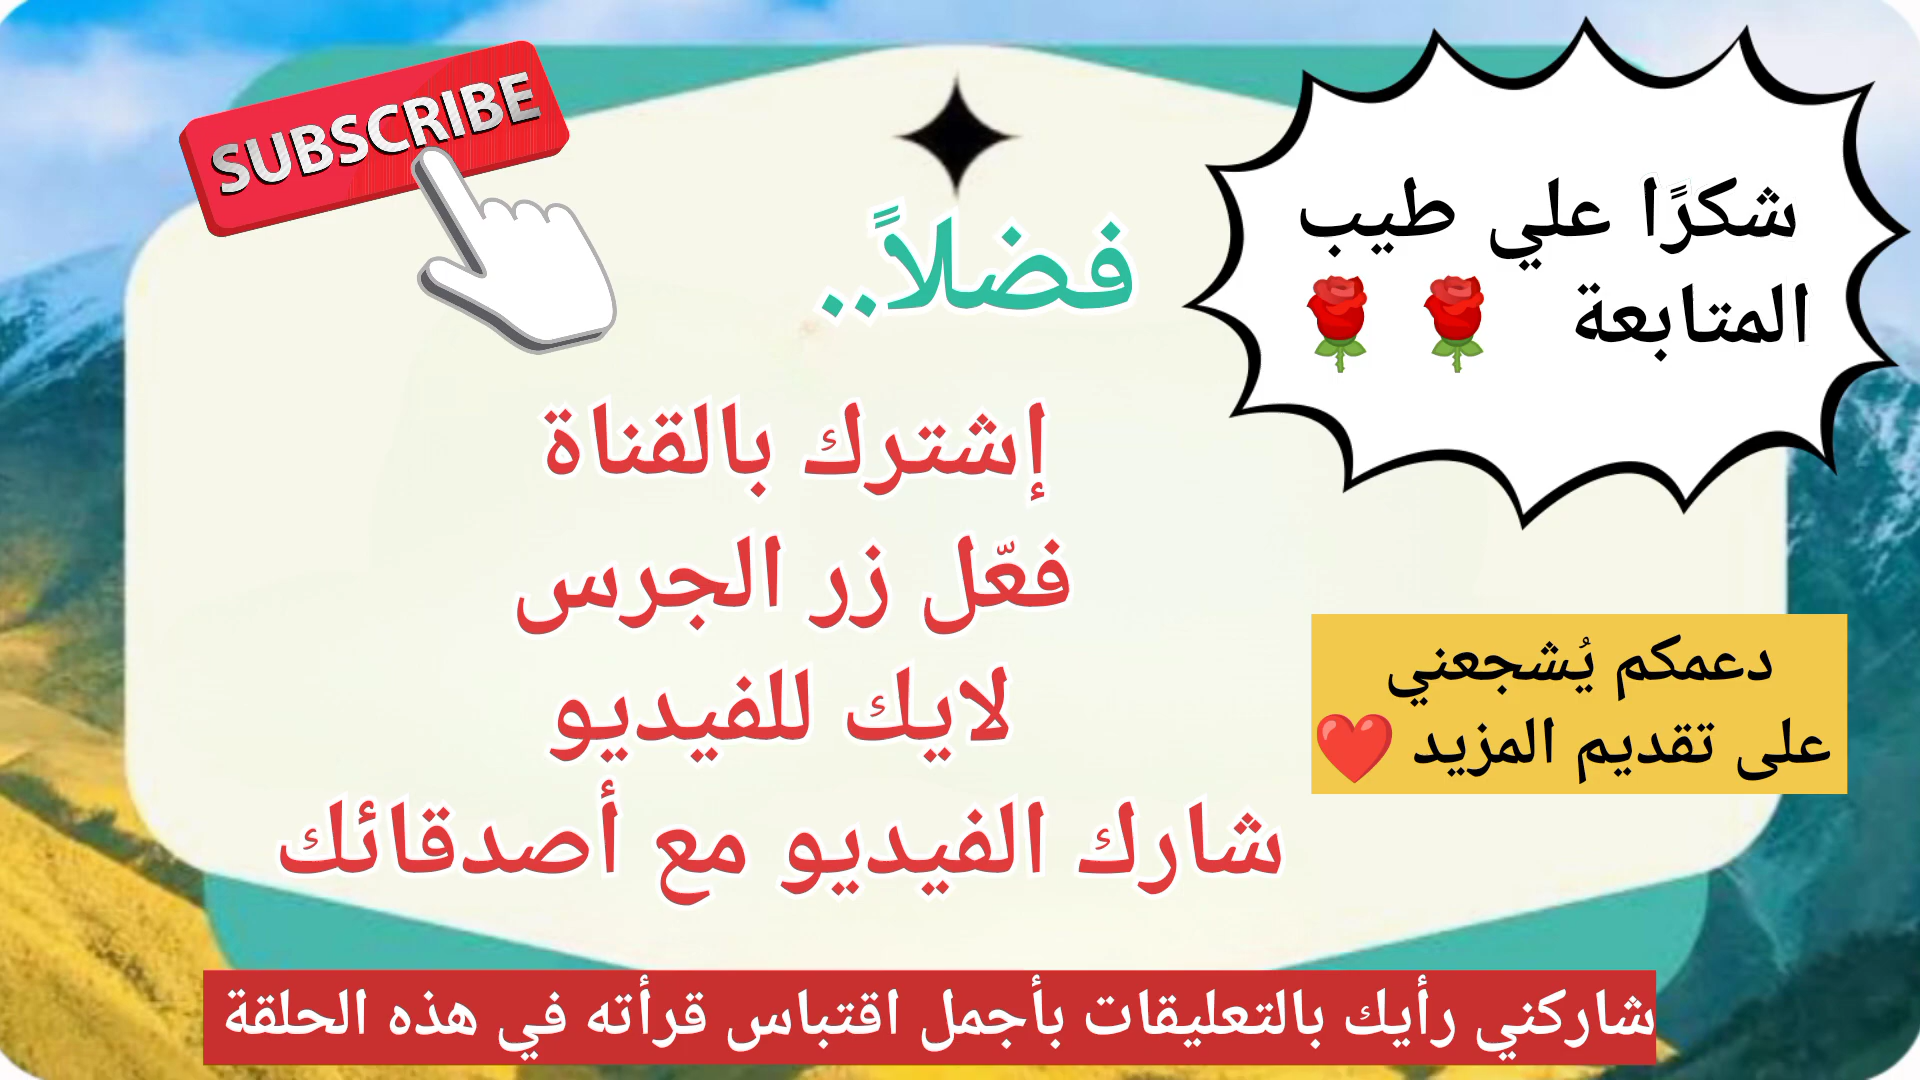 SUBSCRIBE
شكرًا علي طيب
المتابعة 🌹 🌹
فضلاً..
إشترك بالقناة
فعّل زر الجرس
لايك للفيديو
شارك الفيديو مع أصدقائك
دعمكم يُشجعني
على تقديم المزيد ❤️
شاركني رأيك بالتعليقات بأجمل اقتباس قرأته في هذه الحلقة